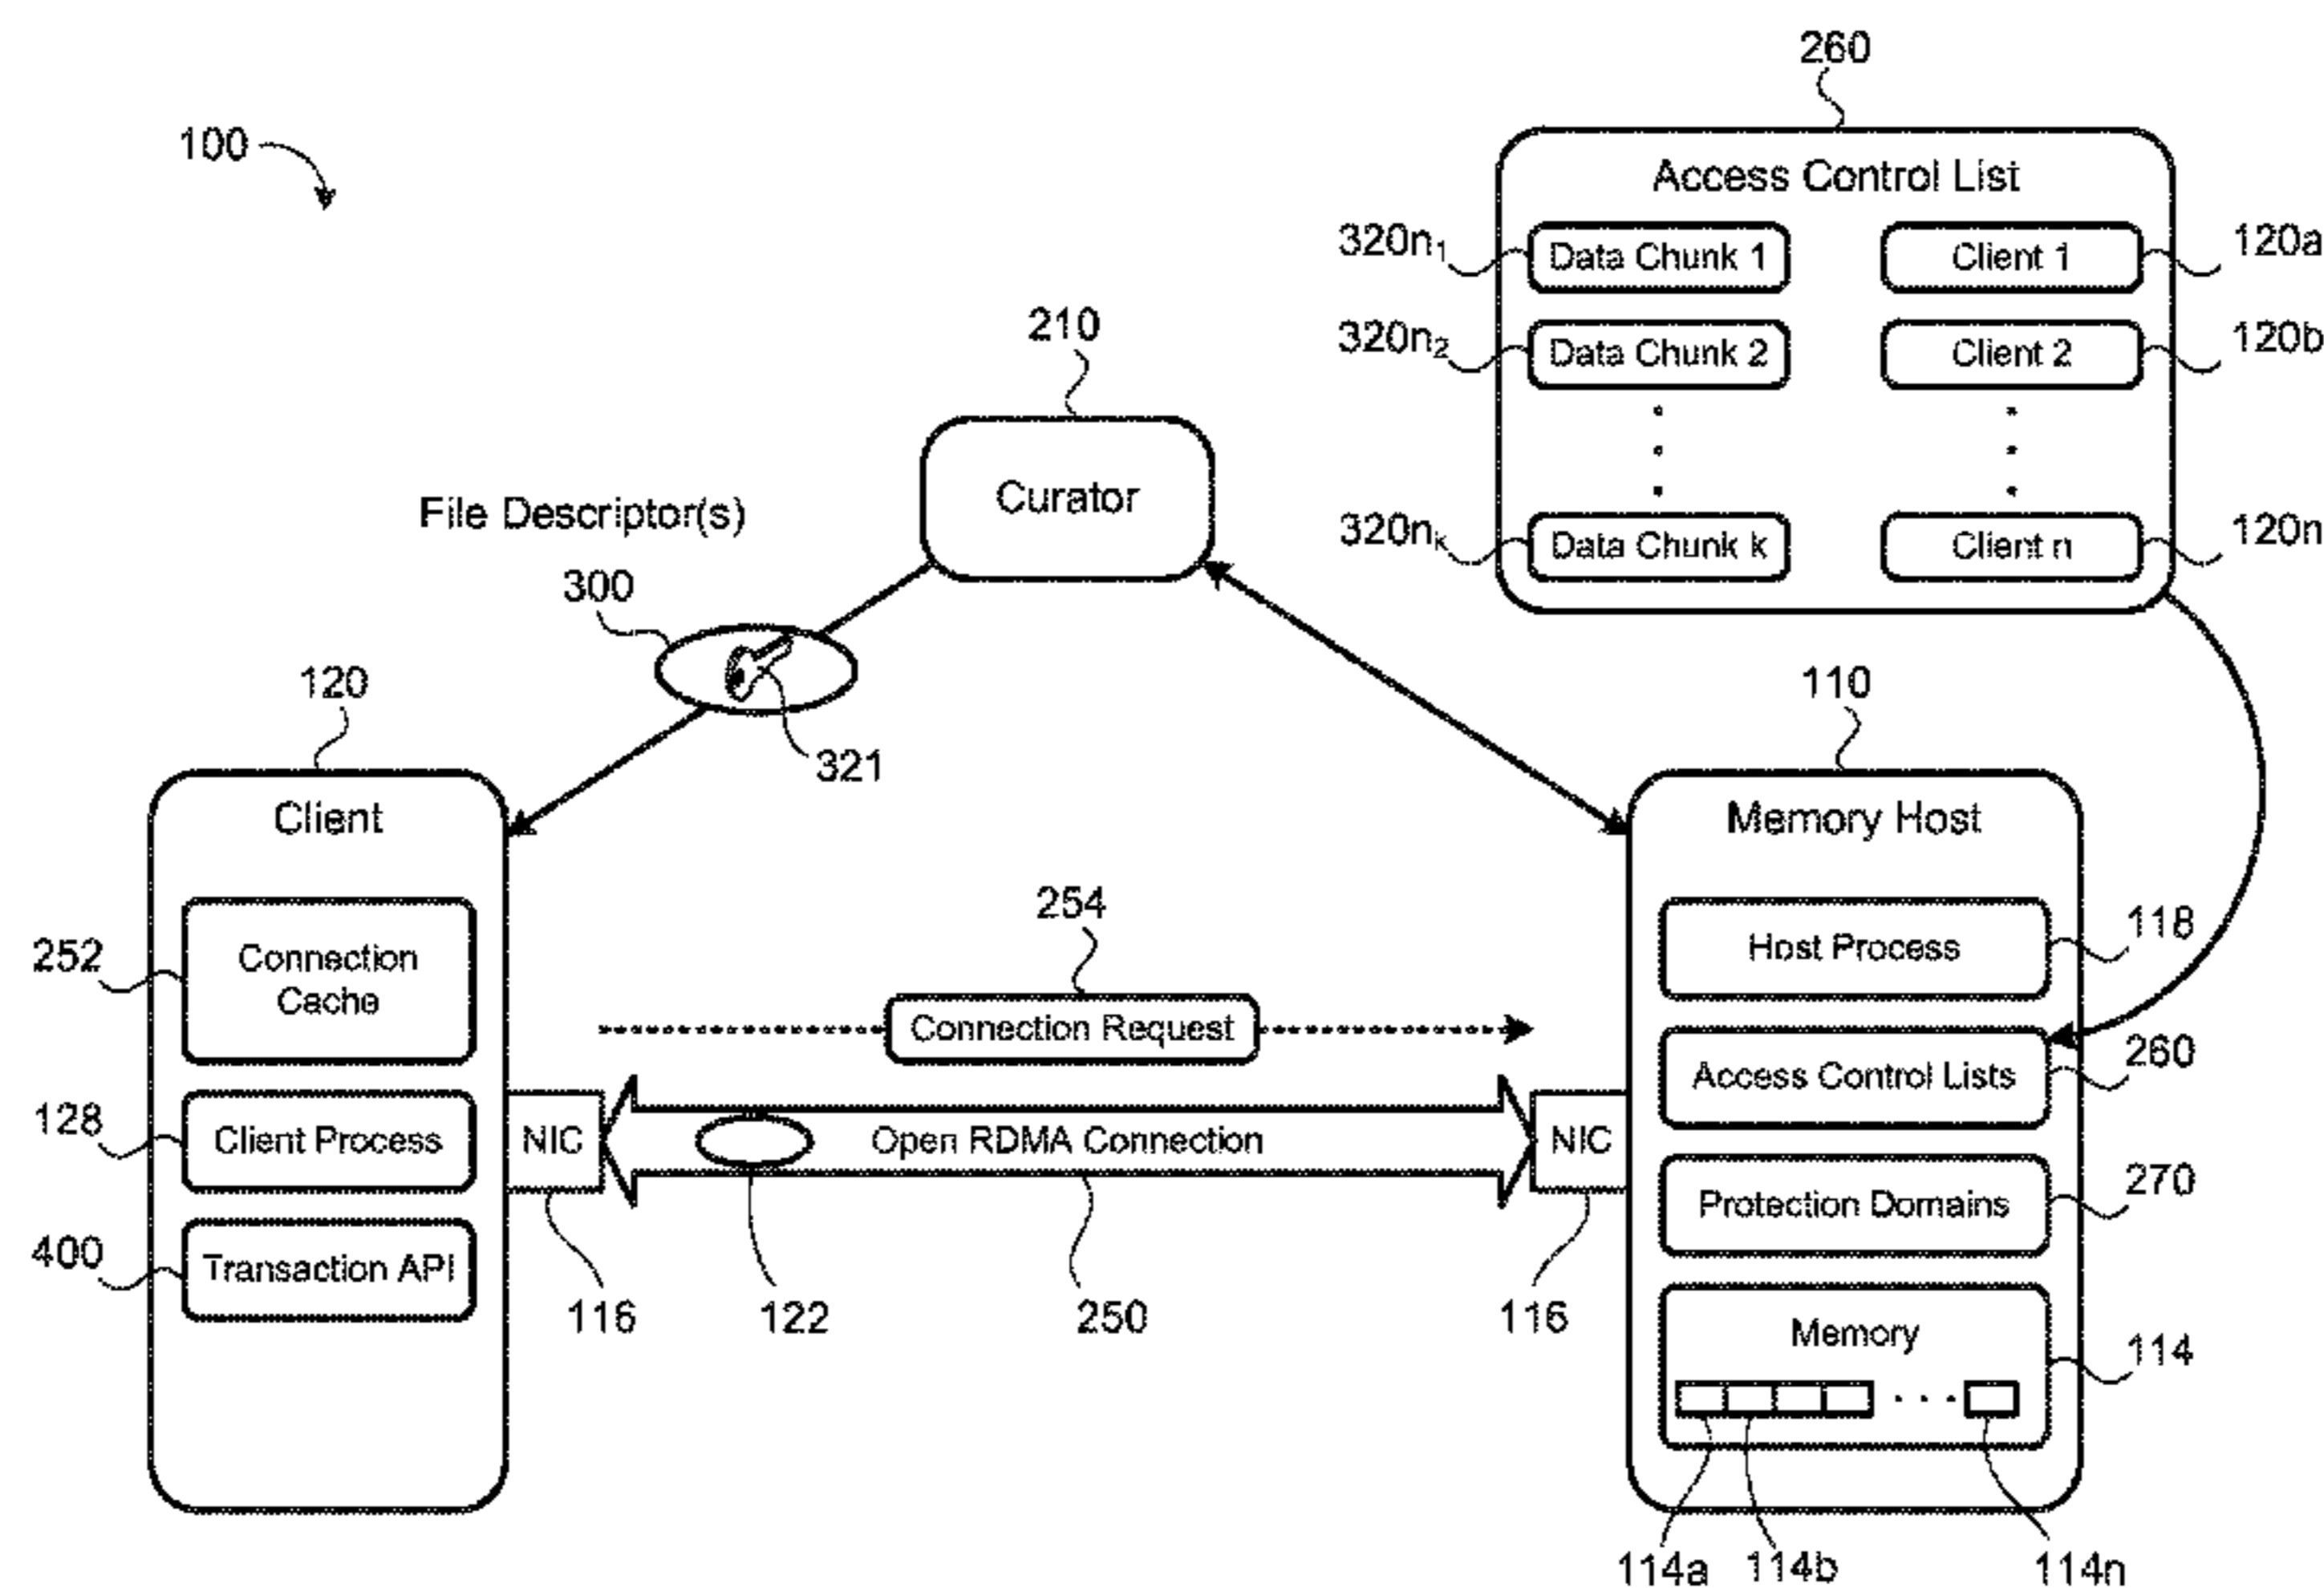 260
100
Access Control List
320n₁
Data Chunk 1
Client 1
120a
210
320n₂
Data Chunk 2
Client 2
120b
Curator
File Descriptor(s)
320nₖ
Data Chunk k
Client n
120n
300
120
110
321
Client
Memory Host
254
118
252
Connection
Cache
Host Process
Connection Request
260
Access Control Lists
128
Client Process
NIC
Open RDMA Connection
NIC
270
Protection Domains
400
Transaction API
116
122
250
116
Memory
114
114a
114b
114n